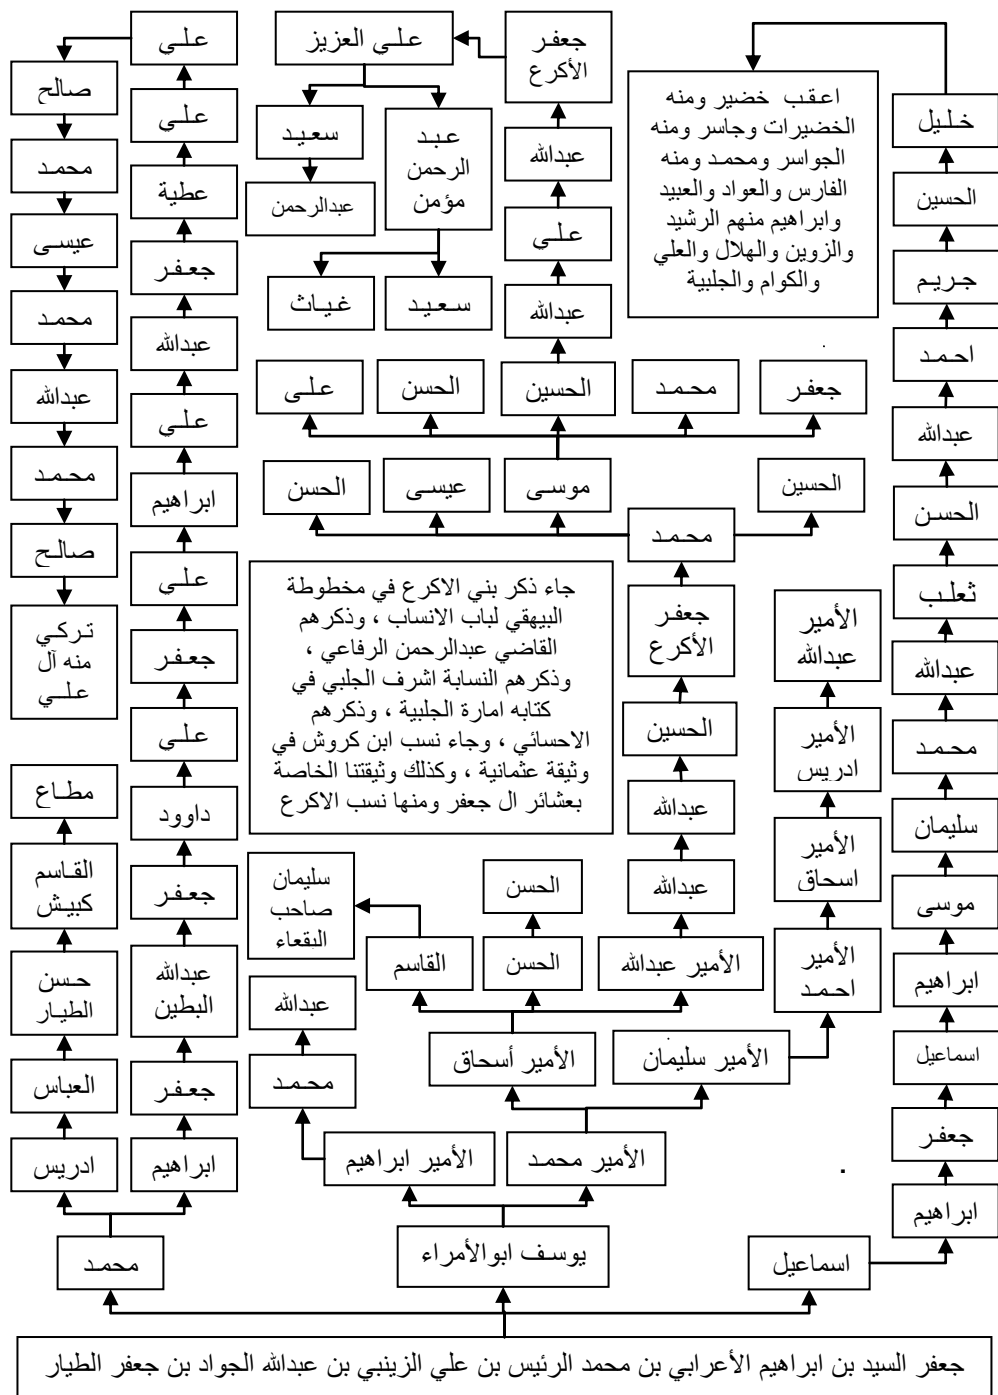 علي
صالح
محمد
عيسى
محمد
عبدالله
محمد
صالح
تركي
منه آل
علي
علي
عطية
جعفر
عبدالله
علي
ابراهيم
علي
جعفر
علي
داوود
جعفر
عبدالله
البطين
جعفر
ابراهيم
مطاع
القاسم
كبيش
حسن
الطيار
العباس
ادريس
محمد
علي العزيز
سعيد
عبدالرحمن
عبد
الرحمن
مؤمن
غياث
سعيد
جعفر
الأكرع
عبدالله
علي
عبدالله
علي
الحسن
الحسين
محمد
جعفر
الحسن
عيسى
موسى
الحسين
محمد
جعفر
الأكرع
الحسين
عبدالله
عبدالله
اعقب خضير ومنه
الخضيرات وجاسر ومنه
الجواسر ومحمد ومنه
الفارس والعواد والعبيد
وابراهيم منهم الرشيد
والزوين والهلال والعلي
والكوام والجلبية
جاء ذكر بني الاكرع في مخطوطة
البيهقي لباب الانساب ، وذكرهم
القاضي عبدالرحمن الرفاعي ،
وذكرهم النسابة اشرف الجلبي في
كتابه امارة الجلبية ، وذكرهم
الاحسائي ، وجاء نسب ابن كروش في
وثيقة عثمانية ، وكذلك وثيقتنا الخاصة
بعشائر ال جعفر ومنها نسب الاكرع
سليمان
صاحب
البقعاء
القاسم
الحسن
الحسن
الأمير عبدالله
الأمير
عبدالله
الأمير
ادريس
الأمير
اسحاق
الأمير
احمد
عبدالله
محمد
الأمير أسحاق
الأمير سليمان
الأمير ابراهيم
الأمير محمد
يوسف ابوالأمراء
خليل
الحسين
جريم
احمد
عبدالله
الحسن
ثعلب
عبدالله
محمد
سليمان
موسى
ابراهيم
اسماعيل
جعفر
ابراهيم
اسماعيل
جعفر السيد بن ابراهيم الأعرابي بن محمد الرئيس بن علي الزينبي بن عبدالله الجواد بن جعفر الطيار